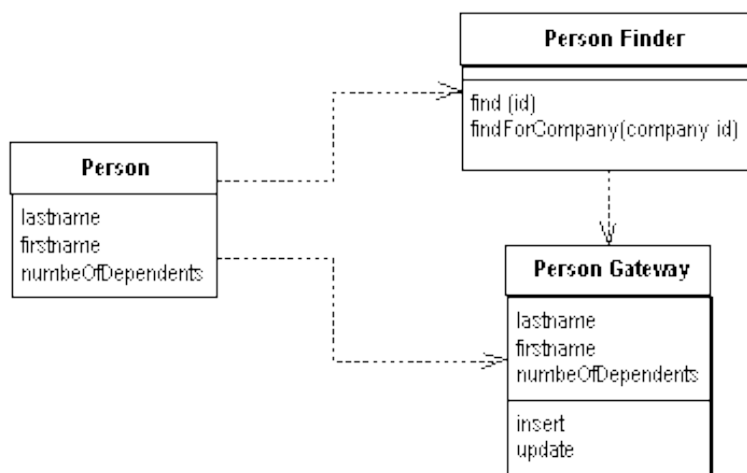 Person Finder
find (id)
findForCompany(company id)
Person
lastname
firstname
numbeOfDependents
Person Gateway
lastname
firstname
numbeOfDependents
insert
update